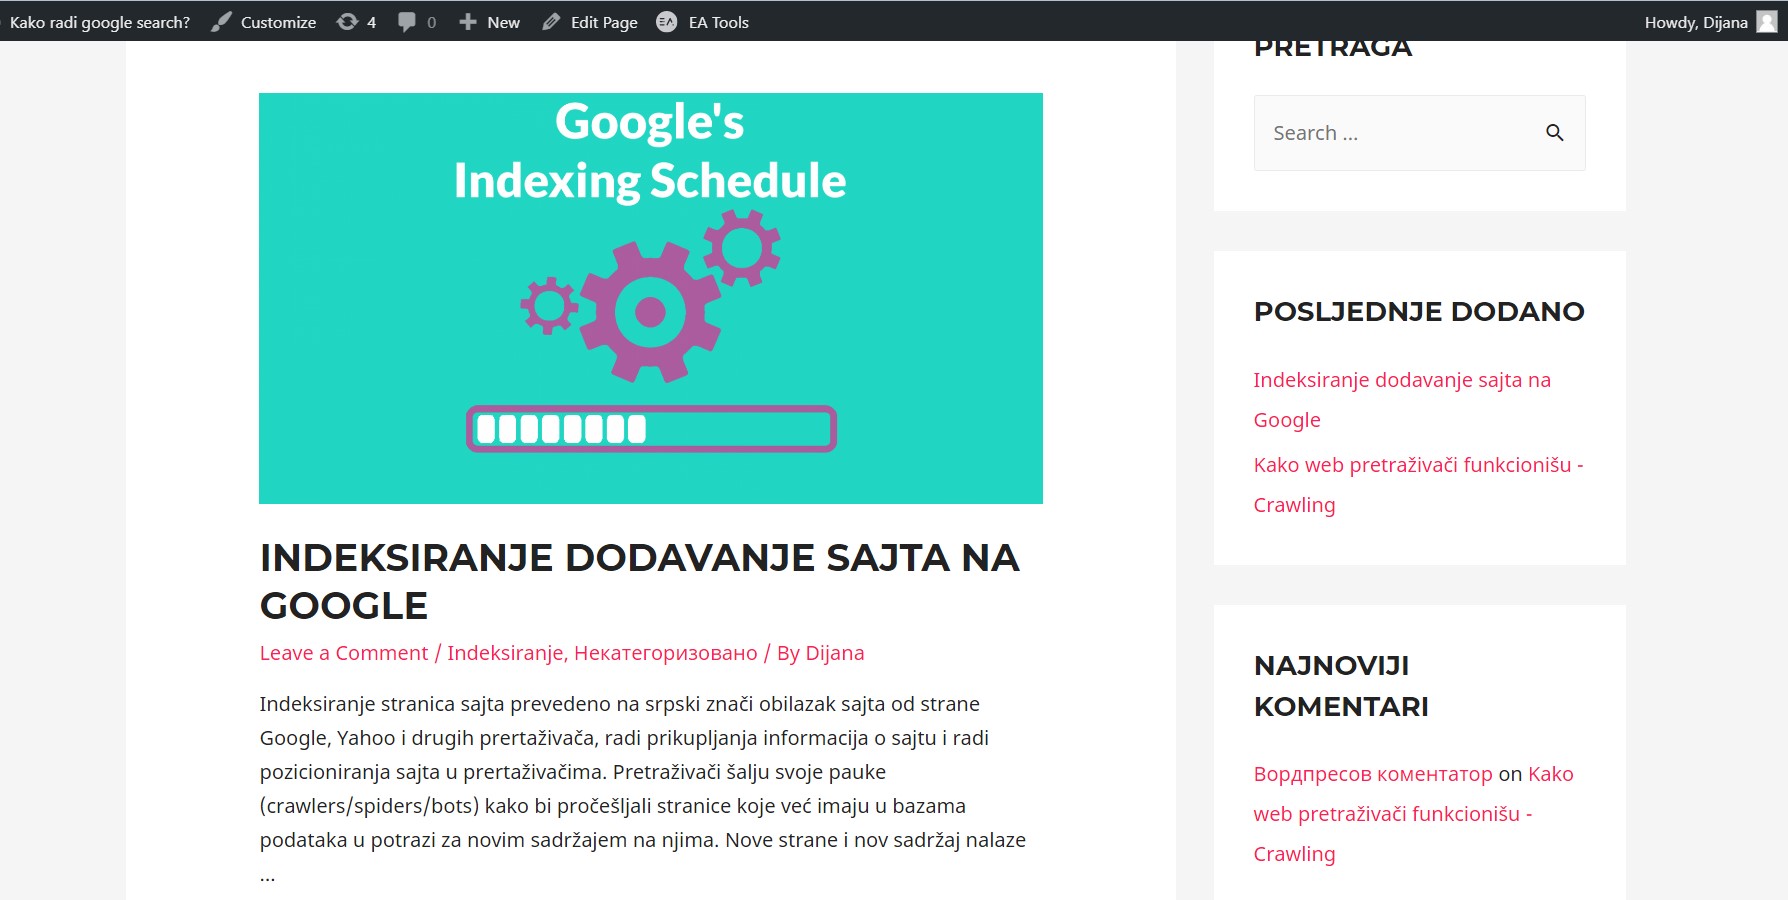 Kako radi google search? Customize 4 0 New Edit Page EA Tools Howdy, Dijana
Google's
Indexing Schedule
INDEKSIRANJE DODAVANJE SAJTA NA
GOOGLE
Leave a Comment / Indeksiranje, Некатегоризовано / By Dijana
Indeksiranje stranica sajta prevedeno na srpski znači obilazak sajta od strane
Google, Yahoo i drugih prertaživača, radi prikupljanja informacija o sajtu i radi
pozicioniranja sajta u prertaživačima. Pretraživači šalju svoje pauke
(crawlers/spiders/bots) kako bi pročešljali stranice koje već imaju u bazama
podataka u potrazi za novim sadržajem na njima. Nove strane i nov sadržaj nalaze
...
PRETRAGA
Search ...
POSLJEDNJE DODANO
Indeksiranje dodavanje sajta na
Google
Kako web pretraživači funkcionišu -
Crawling
NAJNOVIJI
KOMENTARI
Вордпресов коментатор on Kako
web pretraživači funkcionišu -
Crawling